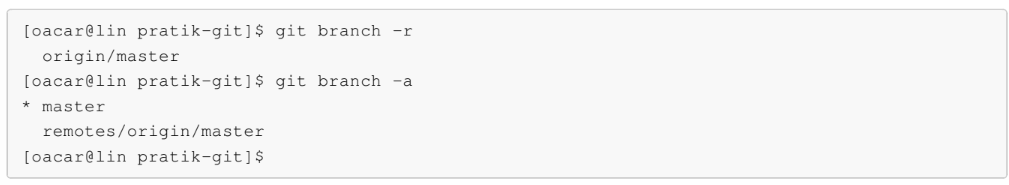 [oacar@lin pratik-git]$ git branch -r
  origin/master
[oacar@lin pratik-git]$ git branch -a
* master
  remotes/origin/master
[oacar@lin pratik-git]$